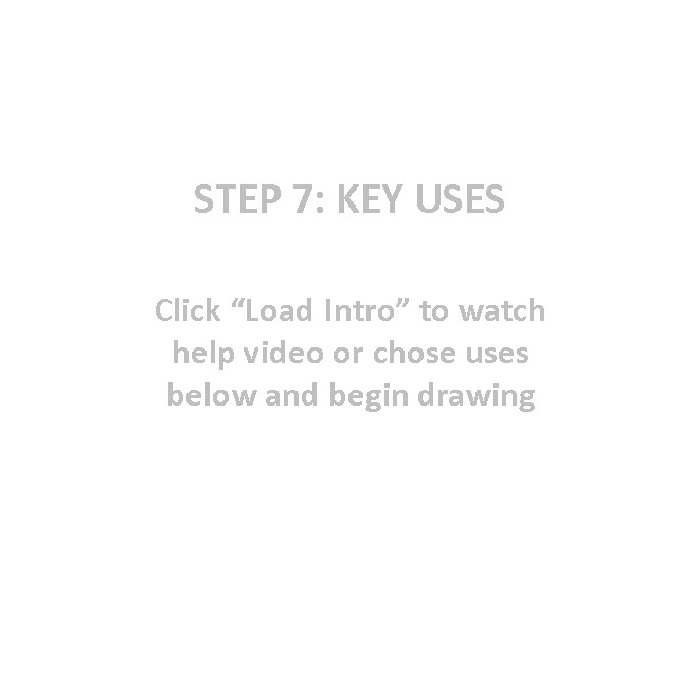 STEP 7: KEY USES
Click “Load Intro” to watch
help video or chose uses
below and begin drawing